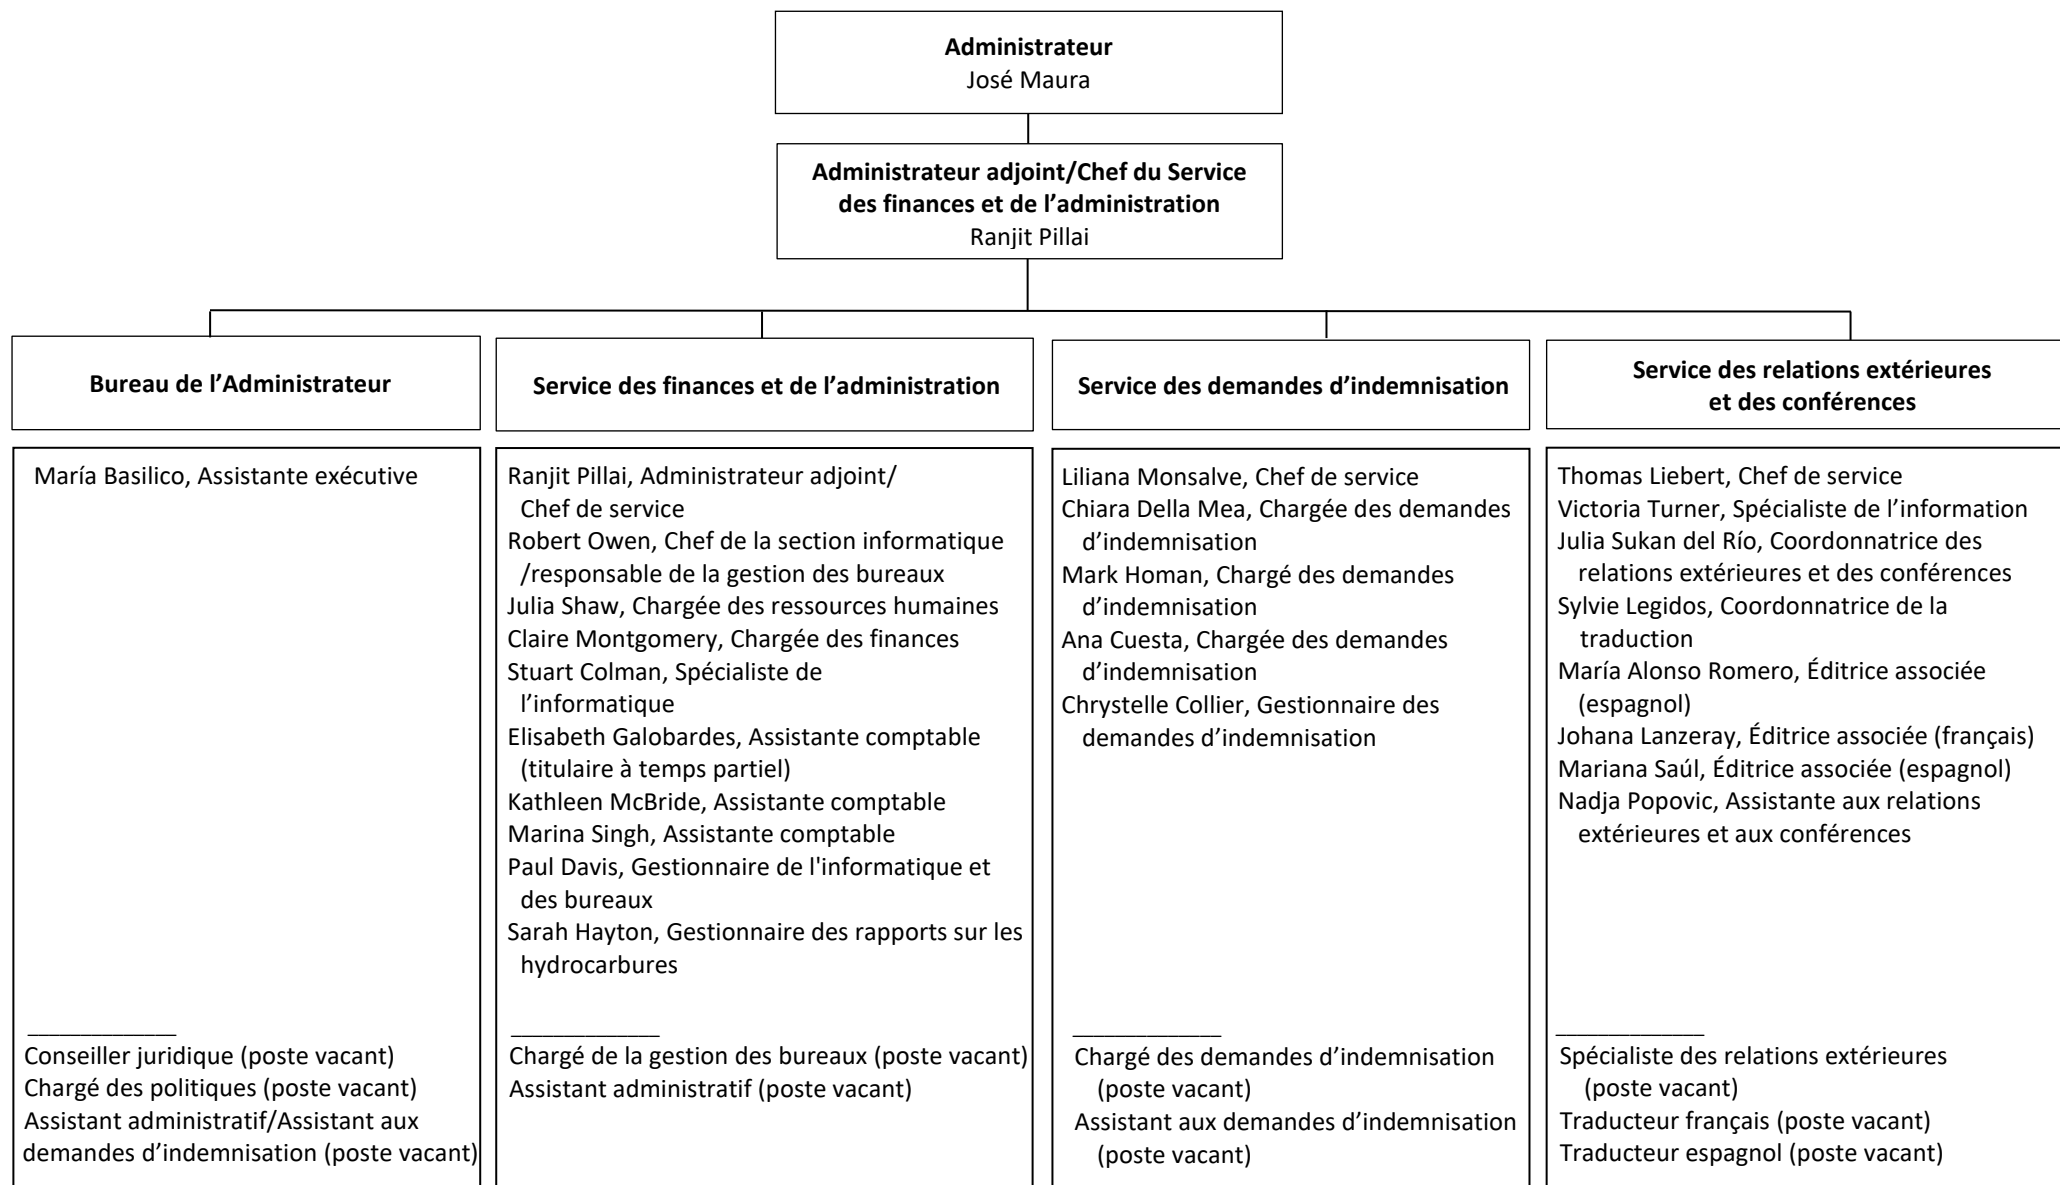 Administrateur
José Maura
Administrateur adjoint/Chef du Service
des finances et de l’administration
Ranjit Pillai
Bureau de l’Administrateur
Service des finances et de l’administration
Service des demandes d’indemnisation
Service des relations extérieures
et des conférences
María Basilico, Assistante exécutive
______________
Conseiller juridique (poste vacant)
Chargé des politiques (poste vacant)
Assistant administratif/Assistant aux
demandes d’indemnisation (poste vacant)
Ranjit Pillai, Administrateur adjoint/
Chef de service
Robert Owen, Chef de la section informatique
/responsable de la gestion des bureaux
Julia Shaw, Chargée des ressources humaines
Claire Montgomery, Chargée des finances
Stuart Colman, Spécialiste de
l’informatique
Elisabeth Galobardes, Assistante comptable
(titulaire à temps partiel)
Kathleen McBride, Assistante comptable
Marina Singh, Assistante comptable
Paul Davis, Gestionnaire de l'informatique et
des bureaux
Sarah Hayton, Gestionnaire des rapports sur les
hydrocarbures
______________
Chargé de la gestion des bureaux (poste vacant)
Assistant administratif (poste vacant)
Liliana Monsalve, Chef de service
Chiara Della Mea, Chargée des demandes
d’indemnisation
Mark Homan, Chargé des demandes
d’indemnisation
Ana Cuesta, Chargée des demandes
d’indemnisation
Chrystelle Collier, Gestionnaire des
demandes d’indemnisation
______________
Chargé des demandes d’indemnisation
(poste vacant)
Assistant aux demandes d’indemnisation
(poste vacant)
Thomas Liebert, Chef de service
Victoria Turner, Spécialiste de l’information
Julia Sukan del Río, Coordonnatrice des
relations extérieures et des conférences
Sylvie Legidos, Coordonnatrice de la
traduction
María Alonso Romero, Éditrice associée
(espagnol)
Johana Lanzeray, Éditrice associée (français)
Mariana Saúl, Éditrice associée (espagnol)
Nadja Popovic, Assistante aux relations
extérieures et aux conférences
______________
Spécialiste des relations extérieures
(poste vacant)
Traducteur français (poste vacant)
Traducteur espagnol (poste vacant)